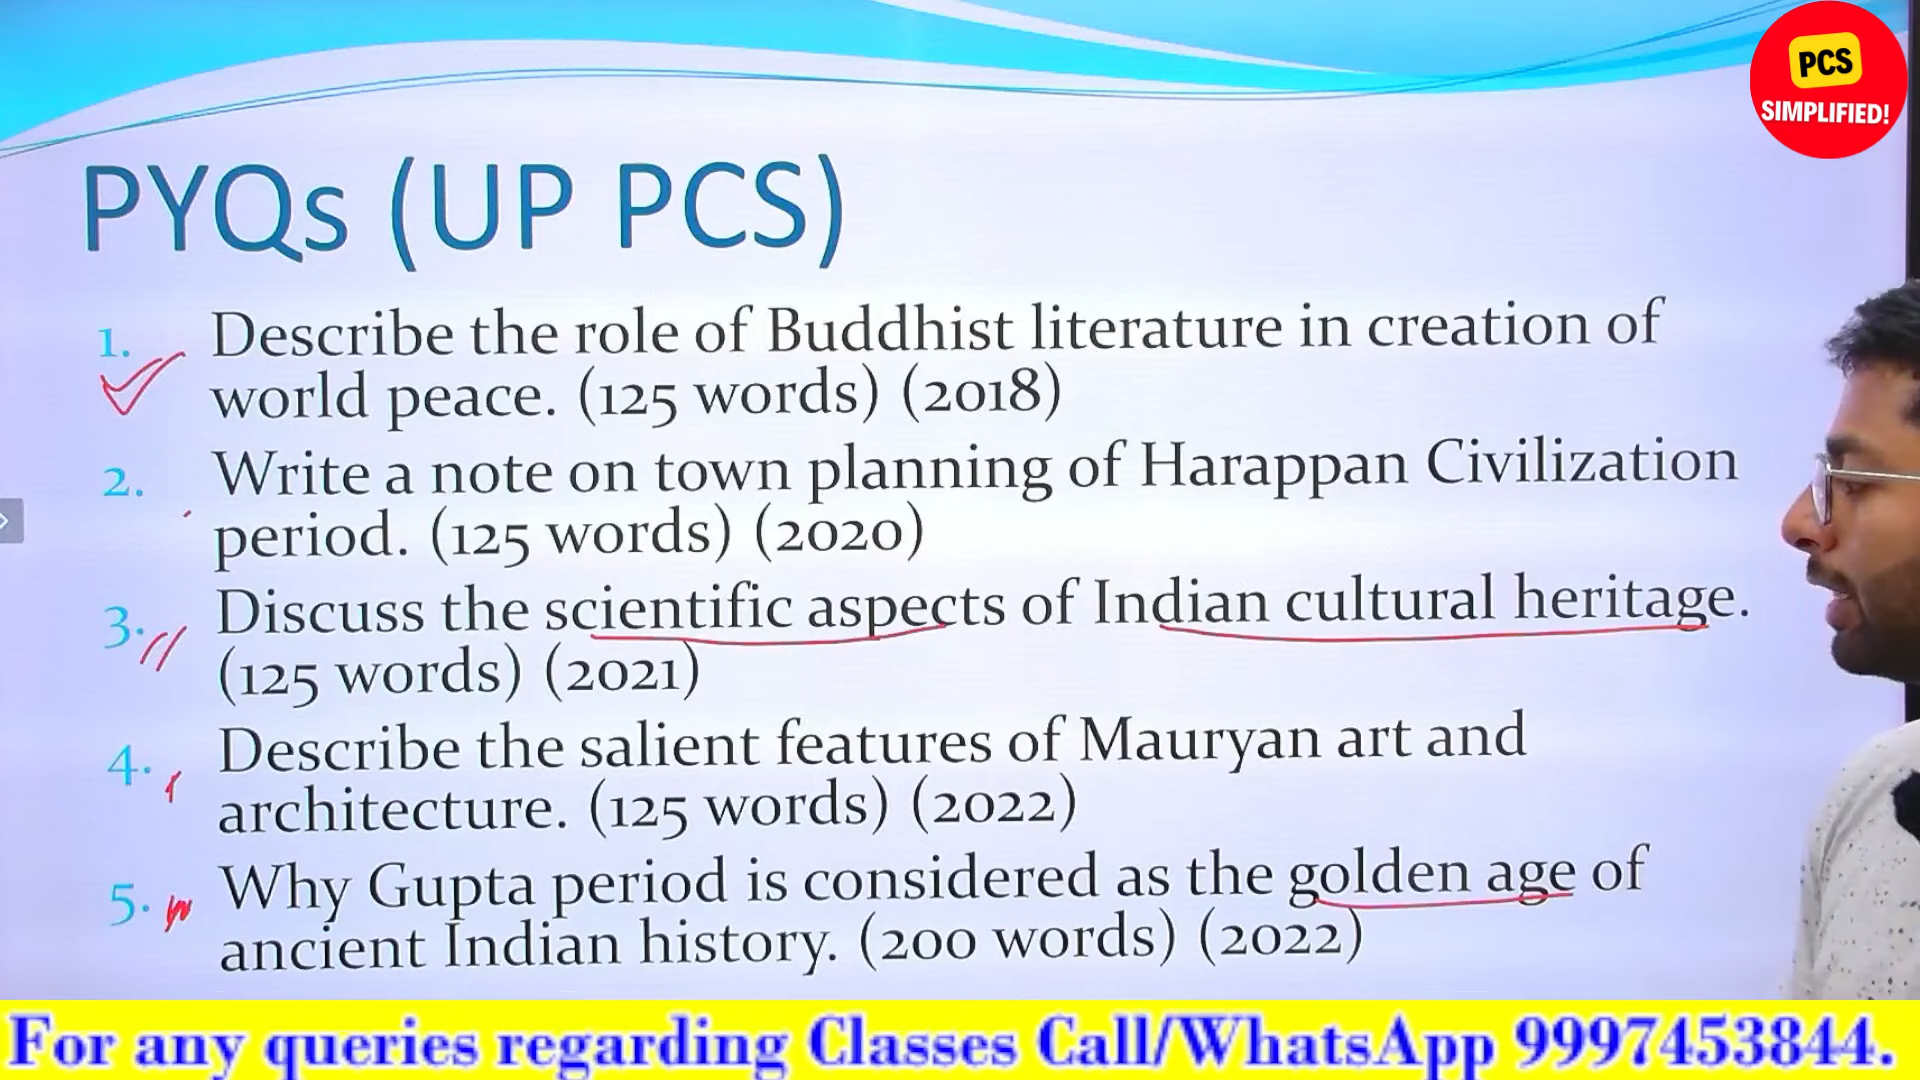 PCS
SIMPLIFIED!
PYQs (UP PCS)
1. Describe the role of Buddhist literature in creation of
world peace. (125 words) (2018)
2. Write a note on town planning of Harappan Civilization
period. (125 words) (2020)
3. Discuss the scientific aspects of Indian cultural heritage.
(125 words) (2021)
4. Describe the salient features of Mauryan art and
architecture. (125 words) (2022)
5. Why Gupta period is considered as the golden age of
ancient Indian history. (200 words) (2022)
For any queries regarding Classes Call/WhatsApp 9997453844.